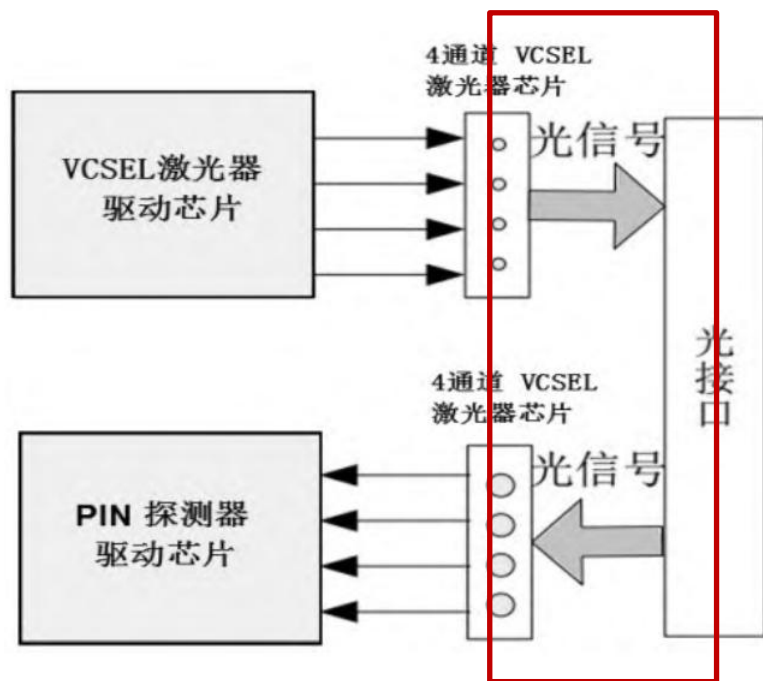 4通道 VCSEL
激光器芯片
VCSEL激光器
驱动芯片
光信号
光接口
4通道 VCSEL
激光器芯片
PIN 探测器
驱动芯片
光信号